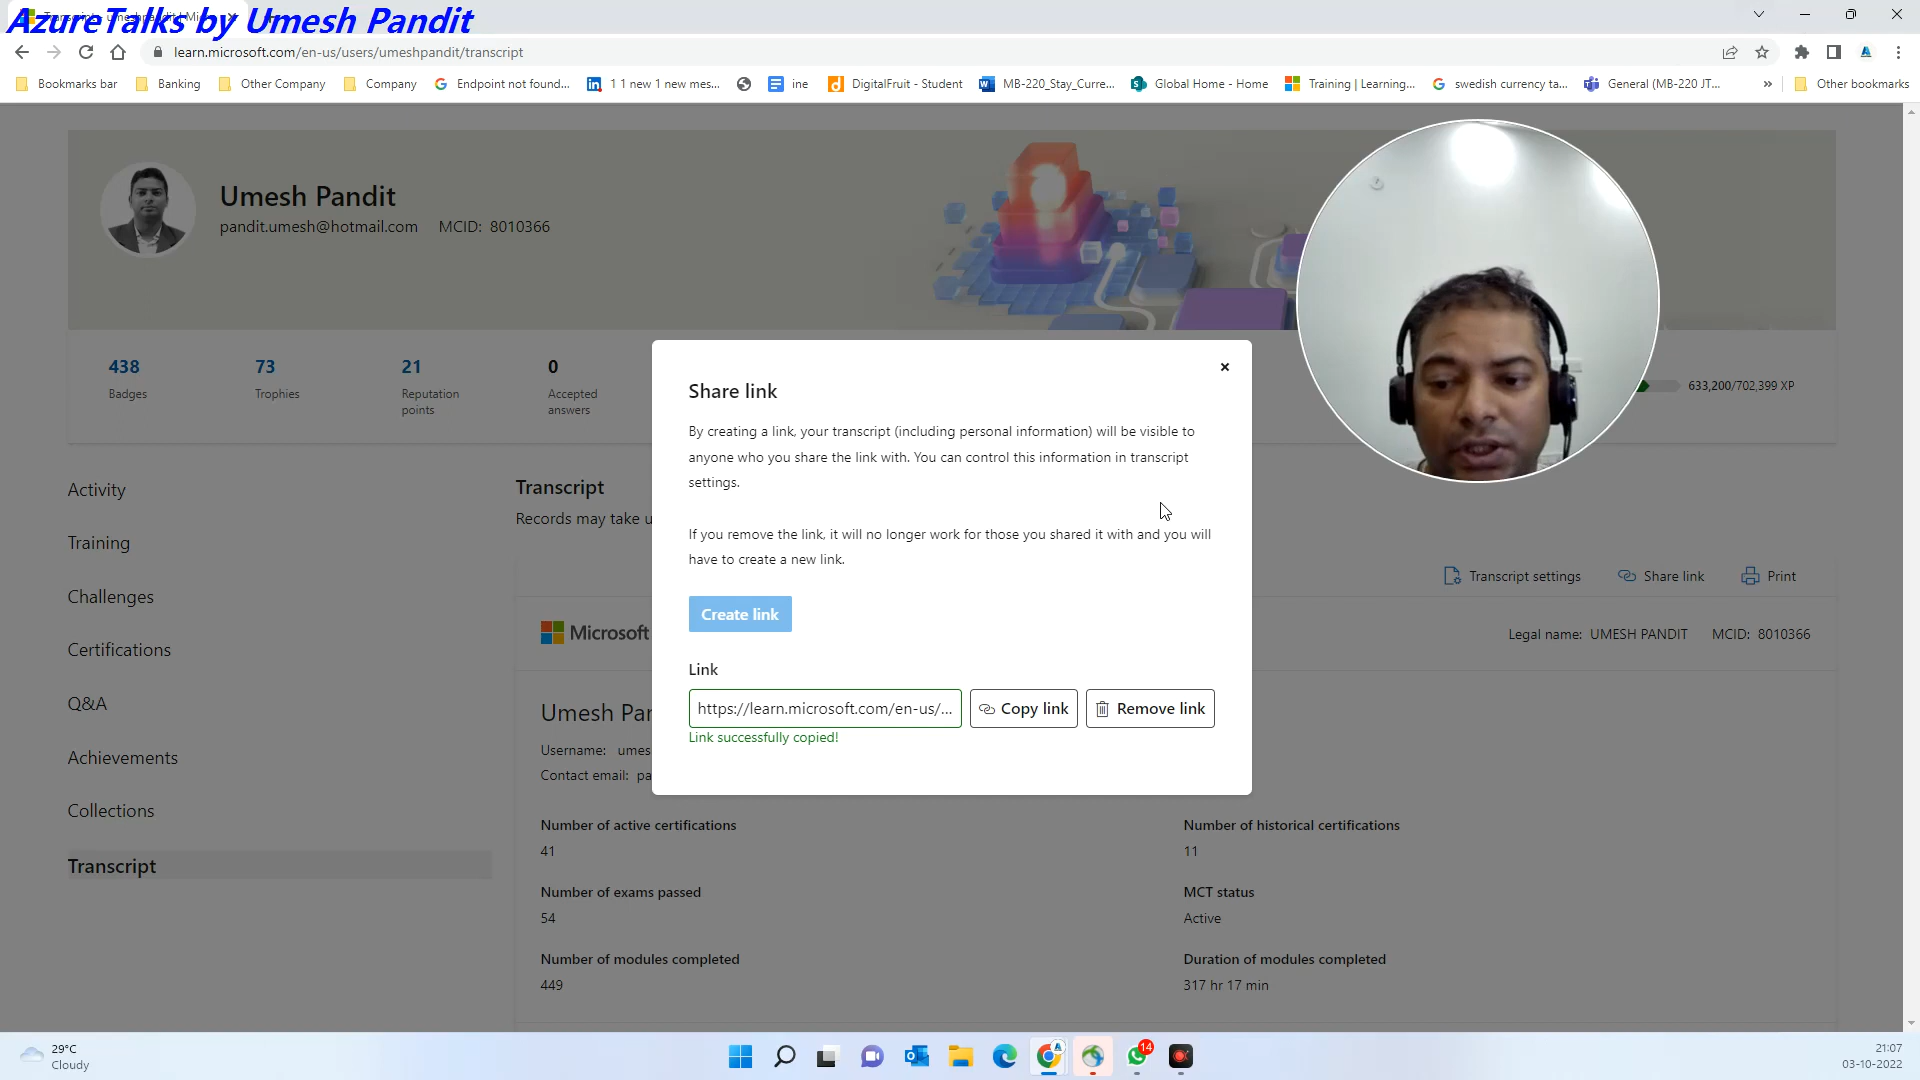 AzureTalks by Umesh Pandit
learn.microsoft.com/en-us/users/umeshpandit/transcript
Bookmarks bar
Banking
Other Company
Company
Endpoint not found...
1 1 new 1 new mes...
ine
DigitalFruit - Student
MB-220_Stay_Curre...
Global Home - Home
Training | Learning...
swedish currency ta...
General (MB-220 JT...
»
Other bookmarks
Umesh Pandit
pandit.umesh@hotmail.com MCID: 8010366
438
Badges
73
Trophies
21
Reputation
points
0
Accepted
answers
633,200/702,399 XP
Share link
By creating a link, your transcript (including personal information) will be visible to
anyone who you share the link with. You can control this information in transcript
settings.
If you remove the link, it will no longer work for those you shared it with and you will
have to create a new link.
Create link
Link
https://learn.microsoft.com/en-us/...
Copy link
Remove link
Link successfully copied!
Activity
Training
Challenges
Certifications
Q&A
Achievements
Collections
Transcript
Transcript
Records may take
Transcript settings
Share link
Print
Microsoft
Legal name: UMESH PANDIT MCID: 8010366
Umesh
Username:
Contact email:
Number of active certifications
41
Number of historical certifications
11
Number of exams passed
54
MCT status
Active
Number of modules completed
449
Duration of modules completed
317 hr 17 min
29°C
Cloudy
14
21:07
03-10-2022